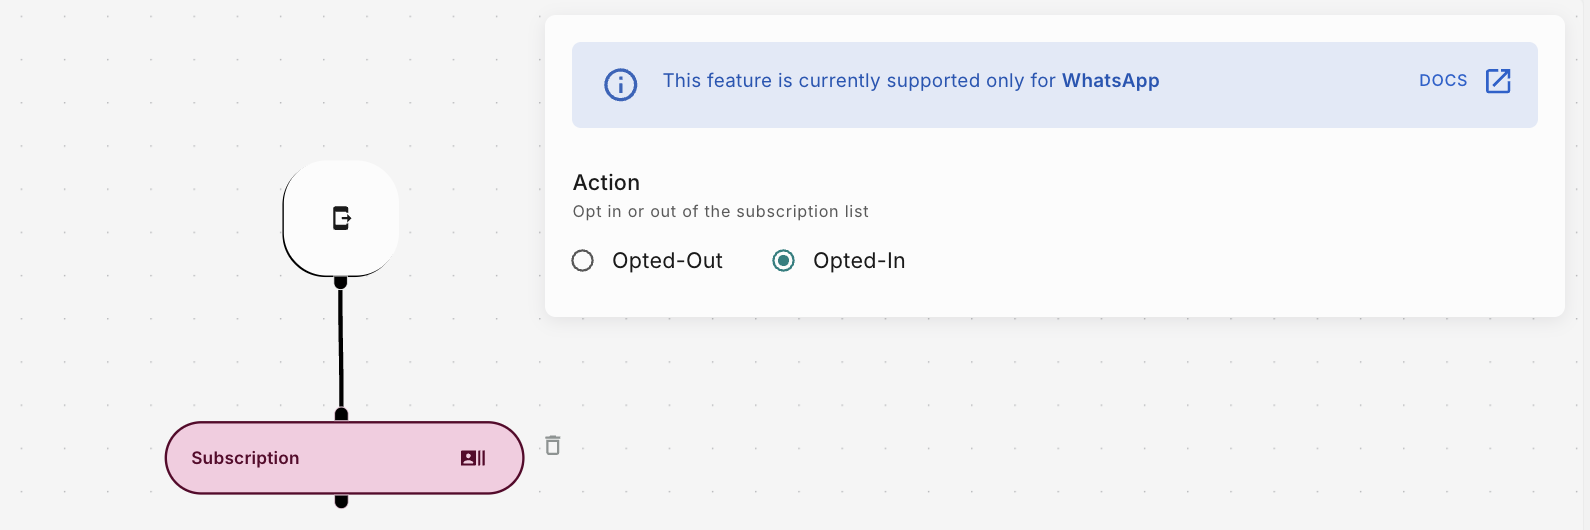 This feature is currently supported only for WhatsApp
DOCS
Action
Opt in or out of the subscription list
Opted-Out
Opted-In
Subscription